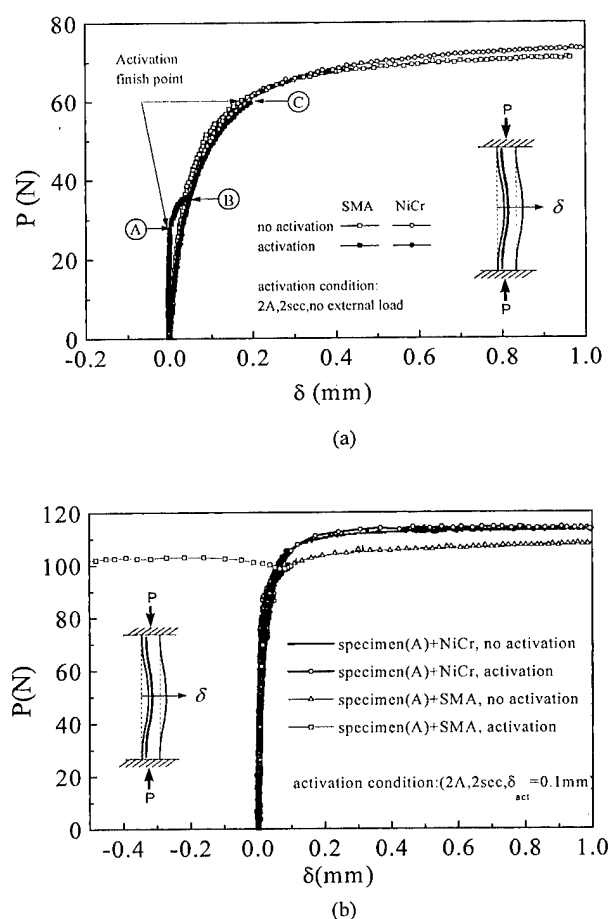 80
60
40
20
0
P (N)
Activation
finish point
A
B
C
SMA NiCr
no activation
activation
activation condition:
2A,2sec,no external load
P
δ
P
-0.2 0.0 0.2 0.4 0.6 0.8 1.0
δ (mm)
(a)
120
100
80
60
40
20
0
P(N)
P
δ
P
specimen(A)+NiCr, no activation
specimen(A)+NiCr, activation
specimen(A)+SMA, no activation
specimen(A)+SMA, activation
activation condition:(2A,2sec,δact=0.1mm)
-0.4 -0.2 0.0 0.2 0.4 0.6 0.8 1.0
δ(mm)
(b)